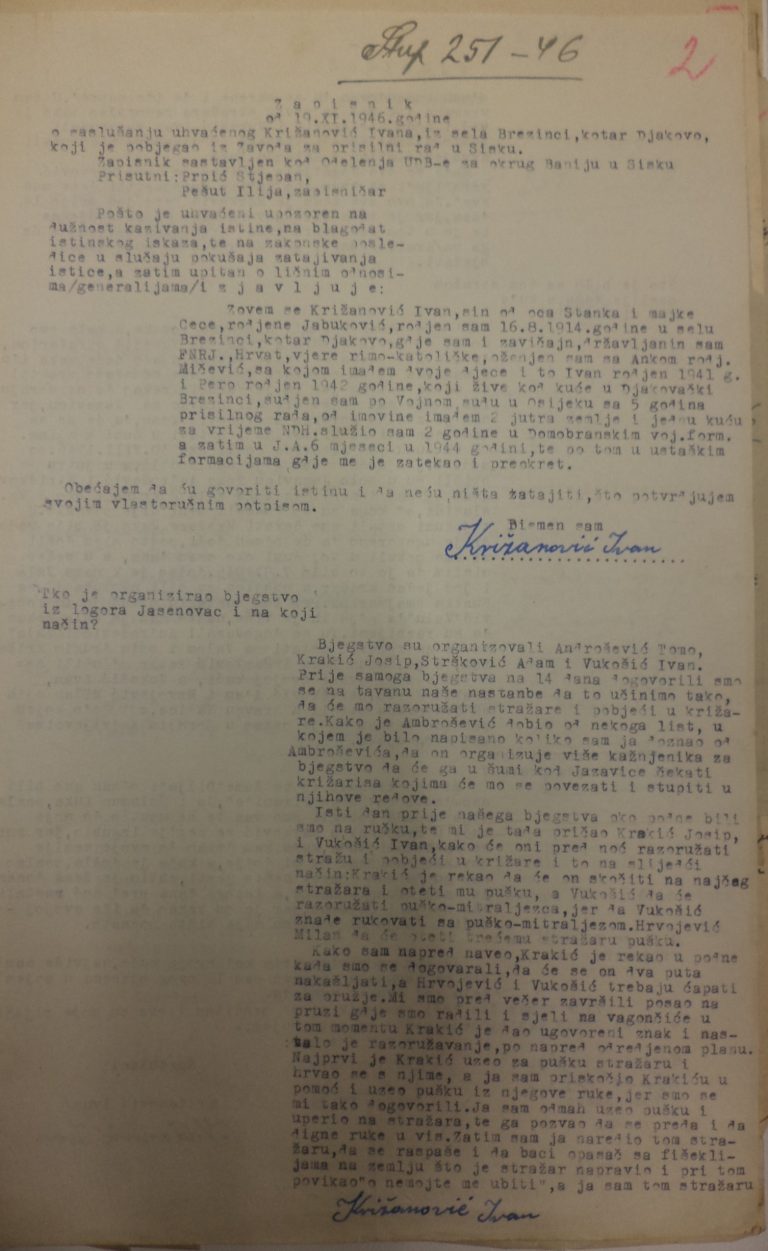 Stup 251-46
2
Z a p i s n i k
od 19.XI.1946.godine
o saslušanju uhvaćenog Križanović Ivana,iz sela Brezinci,kotar Djakovo,
koji je pobjegao iz Zavoda za prisilni rad u Sisku.
Zapisnik sastavljen kod Odelenja UDB-e za okrug Baniju u Sisku
Prisutni:Prpić Stjepan,
Pešut Ilija,zapisničar
Pošto je uhvaćeni upozoren na
dužnost kazivanja istine,na blagodat
istinskog iskaza,te na zakonske posle-
dice u slučaju pokušaja zatajivanja
istice,a zatim upitan o ličnim odnosi-
ma/generalijama/i z j a v l j u j e:
Zovem se Križanović Ivan,sin od oca Stanka i majke
Cece,rodjene Jabuković,rodjen sam 16.8.1914.godine u selu
Brezinci,kotar Djakovo,gdje sam i zavičajn,državljanin sam
FNRJ.,Hrvat,vjere rimo-katoličke,oženjen sam sa Ankom rodj.
Mičević,sa kojom imadem dvoje djece i to Ivan rodjen 1941 g.
i Pero rodjen 1942 godine,koji žive kod kuće u Djakovaški
Brezinci,sudjen sam po Vojnom sudu u Osijeku sa 5 godina
prisilnog rada,od imovine imadem 2 jutra zemlje i jednu kuću
za vrijeme NDH.služio sam 2 godine u Domobranskim voj.form.
a zatim u J.A.6 mjeseci u 1944 godini,te po tom u ustaškim
formacijama gdje me je zatekao i preokret.
Obećajem da ću govoriti istinu i da neću ništa žatajiti,što potvrdjujem
svojim vlastoručnim potpisom.
Pismen sam
Križanović Ivan
Tko je organizirao bjegstvo
iz logora Jasenovac i na koji
način?
Bjegstvo su organizovali Androšević Tomo,
Krakić Josip,Strěković Adam i Vukošić Ivan.
Prije samoga bjegstva na 14 dana dogovorili smo
se na tavanu naše nastanbe da to učinimo tako,
da će mo razoružati stražare i pobjeći u križa-
re.Kako je Ambrošević dobio od nekoga list, u
kojem je bilo napisano koliko sam ja doznao od
Ambroševića,da on organizuje više kažnjenika za
bjegstvo da će ga u šumi kod Jazavice čekati
križarisa kojima će mo se povezati i stupiti u
njihove redove.
Isti dan prije našega bjegstva oko podne bili
smo na rušku,te mi je tada pričao Krakić Josip,
i Vukošić Ivan,kako će oni pred noć razoružati
stražu i pobjeći u križare i to na slijedći
način:Krakić je rekao da će on skočiti na najčeg
stražara i oteti mu pušku, a Vukošić da će
razoružati puško-mitraljezca,jer da Vukošić
znade rukovati sa puško-mitraljezom.Hrvojević
Milan da će oteti trećemu stražaru pušku.
Kako sam napred naveo,Krakić je rekao u podne
kada smo se dogovarali,da će se on dva puta
nakašljati,a Hrvojević i Vukošić trebaju ćapati
za oružje.Mi smo pred večer završili posao na
pruzi gdje smo radili i sjeli na vagončiće u
tom momentu Krakić je dao ugovoreni znak i nas-
talo je razoružavanje,po napred odredjenom planu.
Najprvi je Krakić uzeo za pušku stražaru i
hrvao se s njime, a ja sam priskočio Krakiću u
pomoć i uzeo pušku iz njegove ruke,jer smo se
mi tako dogovorili.Ja sam odmah uzeo pušku i
uperio na stražara,te ga pozvao da se preda i da
digne ruke u vis.Zatim sam ja naredio tom stra-
žaru,da se raspaše i da baci opasač sa fišekli-
jama na zemlju što je stražar napravio i pri tom
povikao"o nemojte me ubiti",a ja sam tom stražaru
Križanović Ivan